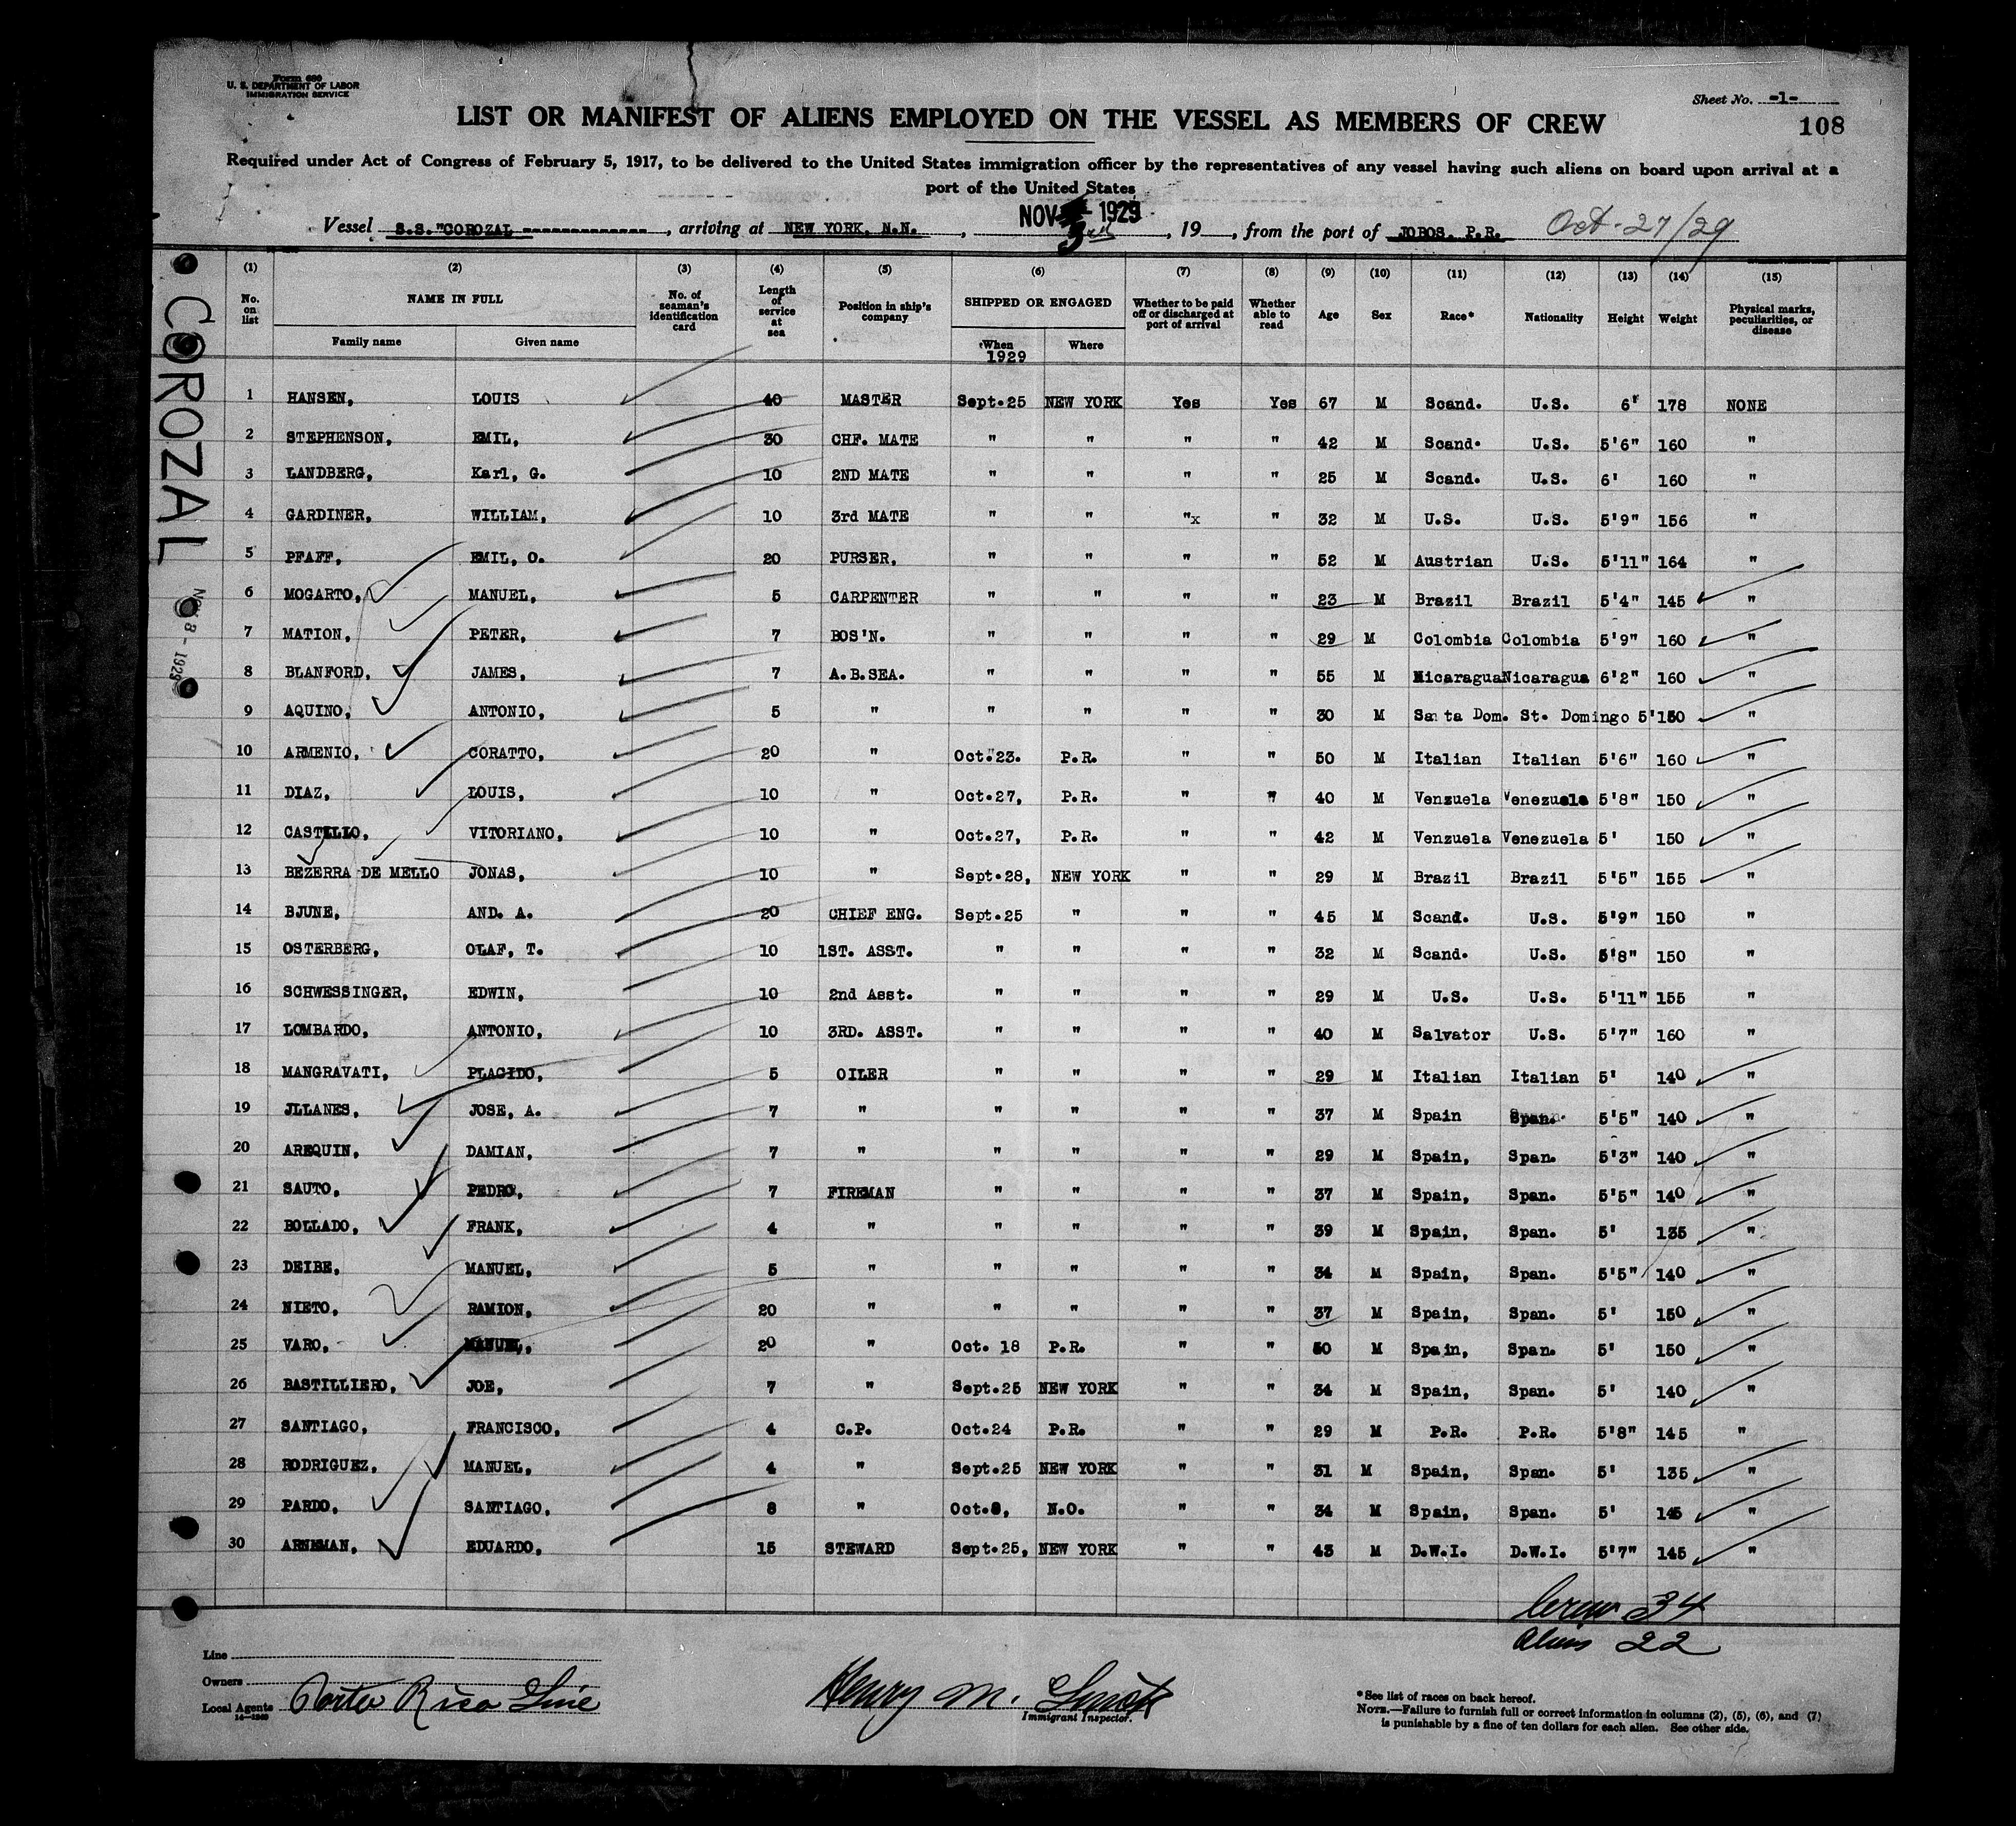 Form 680
U. S. DEPARTMENT OF LABOR
IMMIGRATION SERVICE
Sheet No. -1-
LIST OR MANIFEST OF ALIENS EMPLOYED ON THE VESSEL AS MEMBERS OF CREW
108
Required under Act of Congress of February 5, 1917, to be delivered to the United States immigration officer by the representatives of any vessel having such aliens on board upon arrival at a
port of the United States
Vessel S.S."COROZAL -------------, arriving at NEW YORK, N.N., NOV 1929 3rd, 19__, from the port of JOBOS, P.R. Oct-27/29
COROZAL
NOV 8 - 1929
(1) (2) (3) (4) (5) (6) (7) (8) (9) (10) (11) (12) (13) (14) (15)
No. on list NAME IN FULL Family name Given name No. of seaman's identification card Length of service at sea Position in ship's company SHIPPED OR ENGAGED When 1929 Where Whether to be paid off or discharged at port of arrival Whether able to read Age Sex Race* Nationality Height Weight Physical marks, peculiarities, or disease
1 HANSEN, LOUIS 40 MASTER Sept.25 NEW YORK Yes Yes 67 M Scand. U.S. 6' 178 NONE
2 STEPHENSON, EMIL, 30 CHF. MATE " " " " 42 M Scand. U.S. 5'6" 160 "
3 LANDBERG, Karl, G. 10 2ND MATE " " " " 25 M Scand. U.S. 6' 160 "
4 GARDINER, WILLIAM, 10 3rd MATE " " "x " 32 M U.S. U.S. 5'9" 156 "
5 PFAFF, EMIL, O. 20 PURSER, " " " " 52 M Austrian U.S. 5'11" 164 "
6 MOGARTO, MANUEL, 5 CARPENTER " " " " 23 M Brazil Brazil 5'4" 145 "
7 MATION, PETER, 7 BOS'N. " " " " 29 M Colombia Colombia 5'9" 160 "
8 BLANFORD, JAMES, 7 A.B.SEA. " " " " 55 M Nicaragua Nicaragua 6'2" 160 "
9 AQUINO, ANTONIO, 5 " " " " " 30 M Santa Dom. St. Domingo 5' 150 "
10 ARMENIO, CORATTO, 20 " Oct."23. P.R. " " 50 M Italian Italian 5'6" 160 "
11 DIAZ, LOUIS, 10 " Oct.27, P.R. " " 40 M Venzuela Venezuela 5'8" 150 "
12 CASTILLO, VITORIANO, 10 " Oct.27, P.R. " " 42 M Venzuela Venezuela 5' 150 "
13 BEZERRA DE MELLO JONAS, 10 " Sept.28, NEW YORK " " 29 M Brazil Brazil 5'5" 155 "
14 BJUNE, AND. A. 20 CHIEF ENG. Sept.25 " " " 45 M Scand. U.S. 5'9" 150 "
15 OSTERBERG, OLAF, T. 10 1ST. ASST. " " " " 32 M Scand. U.S. 5'8" 150 "
16 SCHWESSINGER, EDWIN, 10 2nd Asst. " " " " 29 M U.S. U.S. 5'11" 155 "
17 LOMBARDO, ANTONIO, 10 3RD. ASST. " " " " 40 M Salvator U.S. 5'7" 160 "
18 MANGRAVATI, PLACIDO, 5 OILER " " " " 29 M Italian Italian 5' 140 "
19 JLLANES, JOSE, A. 7 " " " " " 37 M Spain Span. 5'5" 140 "
20 AREQUIN, DAMIAN, 7 " " " " " 29 M Spain, Span. 5'3" 140 "
21 SAUTO, PEDRO, 7 FIREMAN " " " " 37 M Spain, Span. 5'5" 140 "
22 BOLLADO, FRANK, 4 " " " " " 39 M Spain, Span. 5' 135 "
23 DEIBE, MANUEL, 5 " " " " " 34 M Spain, Span. 5'5" 140 "
24 NIETO, RAMION, 20 " " " " " 37 M Spain, Span. 5' 150 "
25 VARO, MANUEL, 20 " Oct. 18 P.R. " " 50 M Spain, Span. 5' 150 "
26 BASTILLIERO, JOE, 7 " Sept.25 NEW YORK " " 34 M Spain, Span. 5' 140 "
27 SANTIAGO, FRANCISCO, 4 C.P. Oct.24 P.R. " " 29 M P.R. P.R. 5'8" 145 "
28 RODRIGUEZ, MANUEL, 4 " Sept.25 NEW YORK " " 31 M Spain, Span. 5' 135 "
29 PARDO, SANTIAGO, 8 " Oct.8, N.O. " " 34 M Spain, Span. 5' 145 "
30 ARNEMAN, EDUARDO, 15 STEWARD Sept.25, NEW YORK " " 43 M D.W.I. D.W.I. 5'7" 145 "
Crew 34
Aliens 22
Line
Owners
Local Agents Porto Rico Line
14—1240
Henry M.
Immigrant Inspector.
*See list of races on back hereof.
NOTE.—Failure to furnish full or correct information in columns (2), (5), (6), and (7)
is punishable by a fine of ten dollars for each alien. See other side.